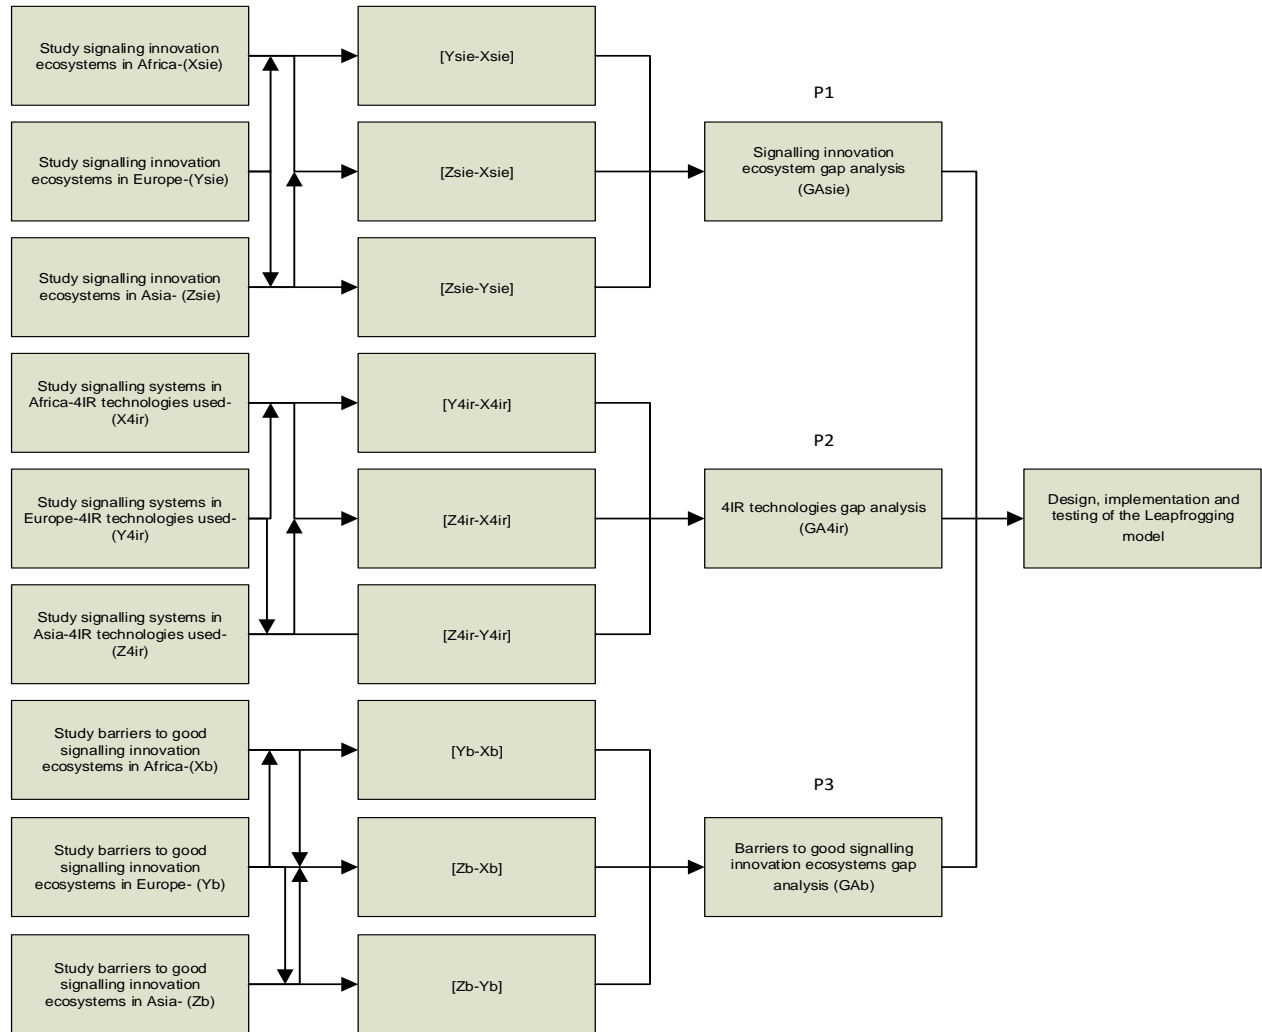 Study signaling innovation
ecosystems in Africa-(Xsie)
[Ysie-Xsie]
P1
Study signalling innovation
ecosystems in Europe-(Ysie)
[Zsie-Xsie]
Signalling innovation
ecosystem gap analysis
(GAsie)
Study signalling innovation
ecosystems in Asia- (Zsie)
[Zsie-Ysie]
Study signalling systems in
Africa-4IR technologies used-
(X4ir)
[Y4ir-X4ir]
P2
Study signalling systems in
Europe-4IR technologies used-
(Y4ir)
[Z4ir-X4ir]
4IR technologies gap analysis
(GA4ir)
Design, implementation and
testing of the Leapfrogging
model
Study signalling systems in
Asia-4IR technologies used-
(Z4ir)
[Z4ir-Y4ir]
Study barriers to good
signalling innovation
ecosystems in Africa-(Xb)
[Yb-Xb]
P3
Study barriers to good
signalling innovation
ecosystems in Europe- (Yb)
[Zb-Xb]
Barriers to good signalling
innovation ecosystems gap
analysis (GAb)
Study barriers to good
signalling innovation
ecosystems in Asia- (Zb)
[Zb-Yb]